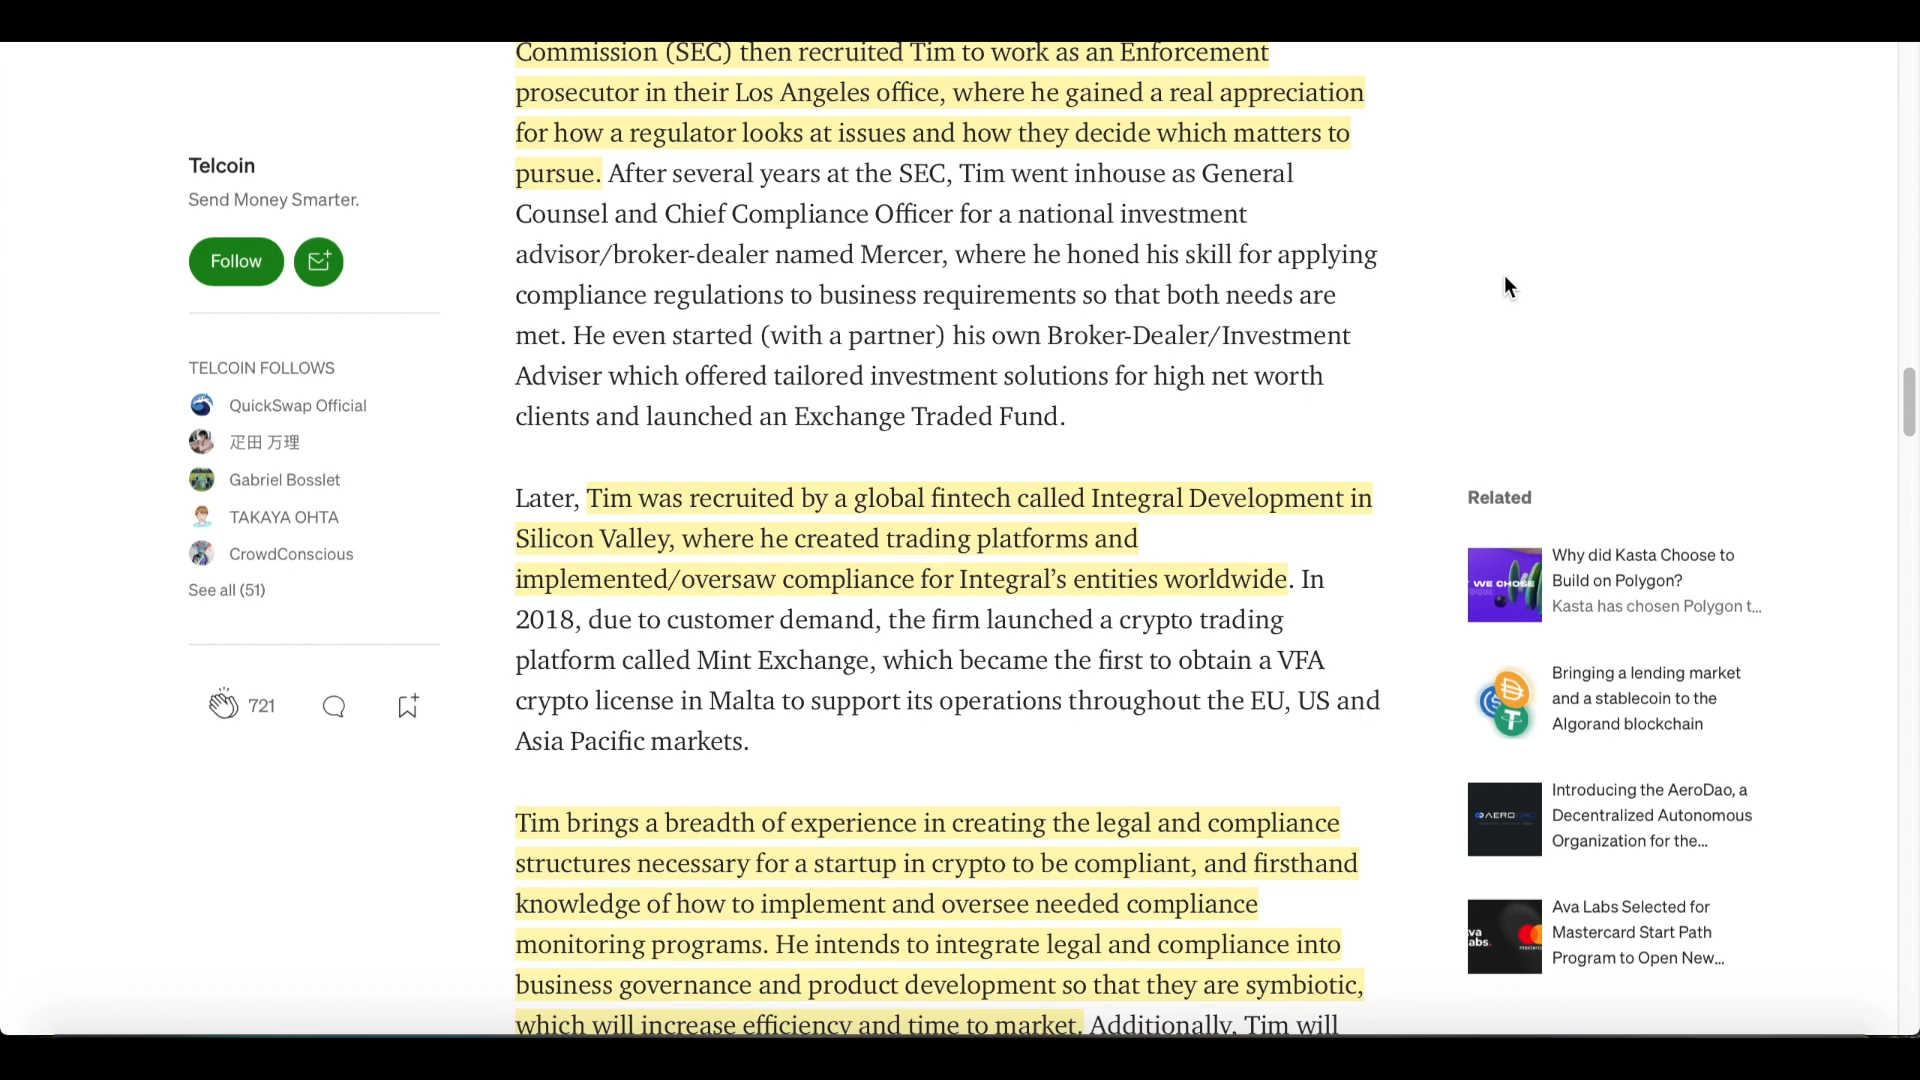 Commission (SEC) then recruited Tim to work as an Enforcement
prosecutor in their Los Angeles office, where he gained a real appreciation
for how a regulator looks at issues and how they decide which matters to
pursue. After several years at the SEC, Tim went inhouse as General
Counsel and Chief Compliance Officer for a national investment
advisor/broker-dealer named Mercer, where he honed his skill for applying
compliance regulations to business requirements so that both needs are
met. He even started (with a partner) his own Broker-Dealer/Investment
Adviser which offered tailored investment solutions for high net worth
clients and launched an Exchange Traded Fund.
Later, Tim was recruited by a global fintech called Integral Development in
Silicon Valley, where he created trading platforms and
implemented/oversaw compliance for Integral’s entities worldwide. In
2018, due to customer demand, the firm launched a crypto trading
platform called Mint Exchange, which became the first to obtain a VFA
crypto license in Malta to support its operations throughout the EU, US and
Asia Pacific markets.
Tim brings a breadth of experience in creating the legal and compliance
structures necessary for a startup in crypto to be compliant, and firsthand
knowledge of how to implement and oversee needed compliance
monitoring programs. He intends to integrate legal and compliance into
business governance and product development so that they are symbiotic,
which will increase efficiency and time to market. Additionally, Tim will
Telcoin
Send Money Smarter.
Follow
TELCOIN FOLLOWS
QuickSwap Official
疋田 万理
Gabriel Bosslet
TAKAYA OHTA
CrowdConscious
See all (51)
721
Related
WE CHOSE
Why did Kasta Choose to
Build on Polygon?
Kasta has chosen Polygon t...
Bringing a lending market
and a stablecoin to the
Algorand blockchain
AERO
Introducing the AeroDao, a
Decentralized Autonomous
Organization for the...
va
abs.
Ava Labs Selected for
Mastercard Start Path
Program to Open New...